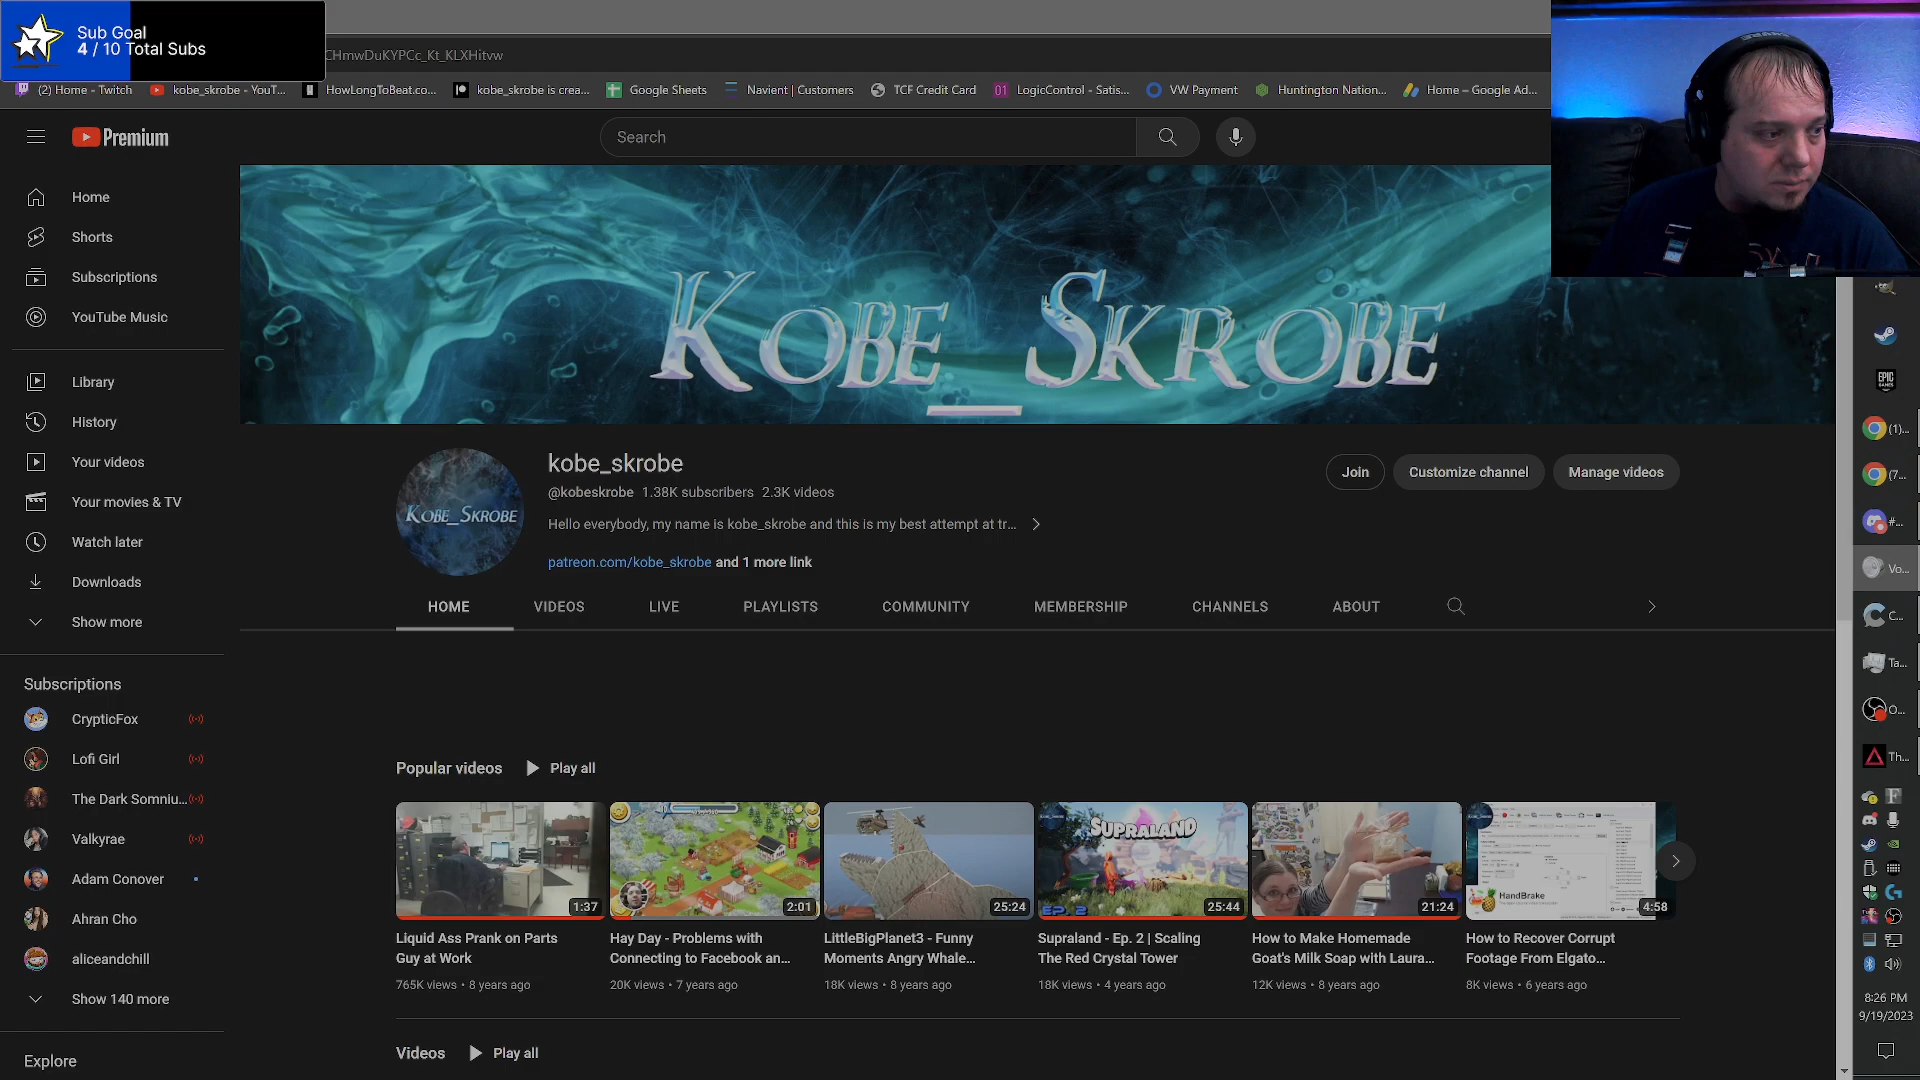 Sub Goal
4 / 10 Total Subs
CHmwDuKYPCc_Kt_KLXHitvw
(2) Home - Twitch
kobe_skrobe - YouT...
HowLongToBeat.co...
kobe_skrobe is crea...
Google Sheets
Navient | Customers
TCF Credit Card
LogicControl - Satis...
VW Payment
Huntington Nation...
Home – Google Ad...
Premium
Search
Home
Shorts
Subscriptions
YouTube Music
Library
History
Your videos
Your movies & TV
Watch later
Downloads
Show more
Subscriptions
CrypticFox
Lofi Girl
The Dark Somniu...
Valkyrae
Adam Conover
Ahran Cho
aliceandchill
Show 140 more
Explore
KOBE_SKROBE
KOBE_SKROBE
kobe_skrobe
@kobeskrobe 1.38K subscribers 2.3K videos
Hello everybody, my name is kobe_skrobe and this is my best attempt at tr...
patreon.com/kobe_skrobe and 1 more link
Join
Customize channel
Manage videos
HOME
VIDEOS
LIVE
PLAYLISTS
COMMUNITY
MEMBERSHIP
CHANNELS
ABOUT
Popular videos
Play all
1:37
Liquid Ass Prank on Parts
Guy at Work
765K views • 8 years ago
2:01
Hay Day - Problems with
Connecting to Facebook an...
20K views • 7 years ago
25:24
LittleBigPlanet3 - Funny
Moments Angry Whale...
18K views • 8 years ago
SUPRALAND
EP. 2
25:44
Supraland - Ep. 2 | Scaling
The Red Crystal Tower
18K views • 4 years ago
21:24
How to Make Homemade
Goat's Milk Soap with Laura...
12K views • 8 years ago
HandBrake
4:58
How to Recover Corrupt
Footage From Elgato...
8K views • 6 years ago
Videos
Play all
EPIC
GAMES
(1)...
(7...
#...
Vo...
C...
Ta...
O...
Th...
8:26 PM
9/19/2023